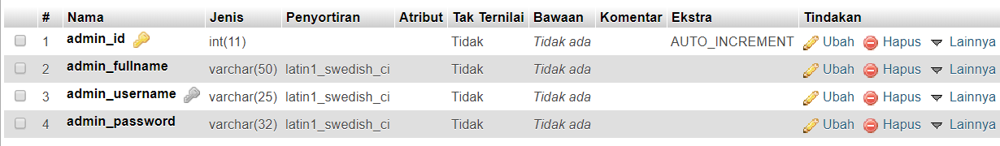 # Nama Jenis Penyortiran Atribut Tak Ternilai Bawaan Komentar Ekstra Tindakan
1 admin_id int(11) Tidak Tidak ada AUTO_INCREMENT Ubah Hapus Lainnya
2 admin_fullname varchar(50) latin1_swedish_ci Tidak Tidak ada Ubah Hapus Lainnya
3 admin_username varchar(25) latin1_swedish_ci Tidak Tidak ada Ubah Hapus Lainnya
4 admin_password varchar(32) latin1_swedish_ci Tidak Tidak ada Ubah Hapus Lainnya